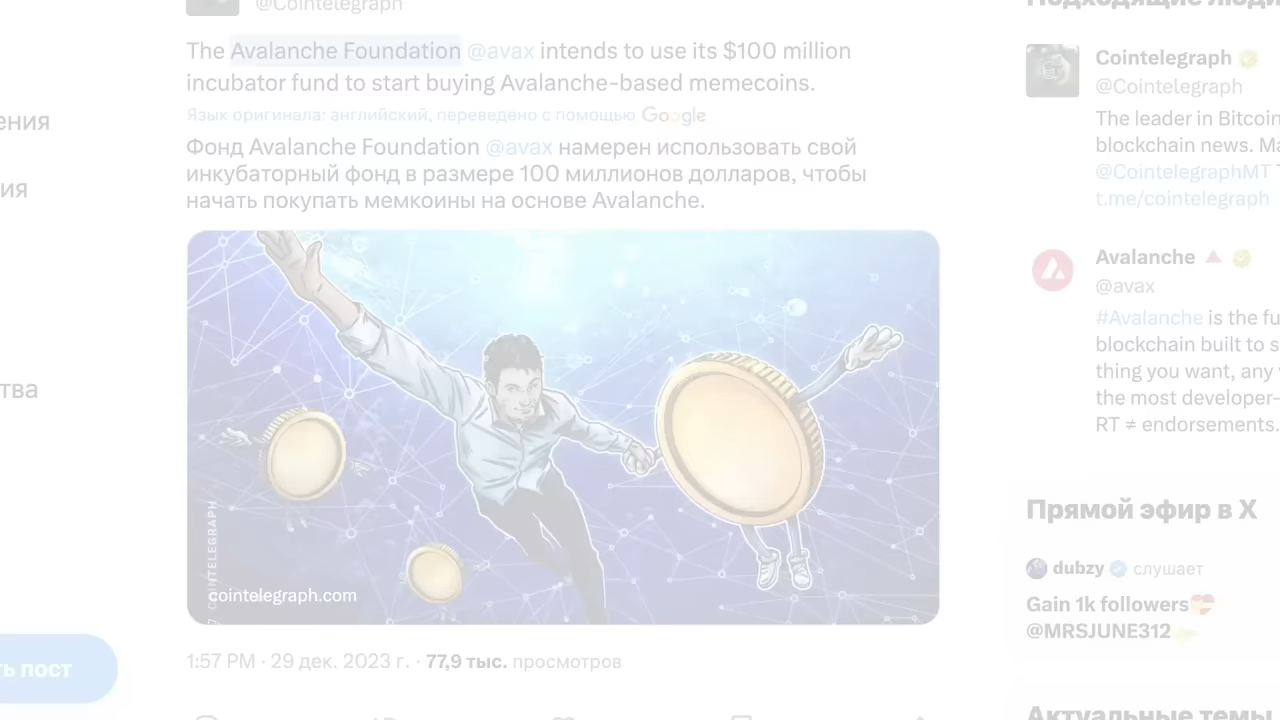 @Cointelegraph
The Avalanche Foundation @avax intends to use its $100 million
incubator fund to start buying Avalanche-based memecoins.
Язык оригинала: английский, переведено с помощью Google
Фонд Avalanche Foundation @avax намерен использовать свой
инкубаторный фонд в размере 100 миллионов долларов, чтобы
начать покупать мемкоины на основе Avalanche.
COINTELEGRAPH
cointelegraph.com
1:57 PM · 29 дек. 2023 г. · 77,9 тыс. просмотров
ения
ия
тва
ть пост
Подходящие люди
Cointelegraph
@Cointelegraph
The leader in Bitcoin
blockchain news. Ma
@CointelegraphMT T
t.me/cointelegraph
Avalanche
@avax
#Avalanche is the fu
blockchain built to s
thing you want, any
the most developer-
RT ≠ endorsements.
Прямой эфир в X
dubzy слушает
Gain 1k followers
@MRSJUNE312
Актуальные темы